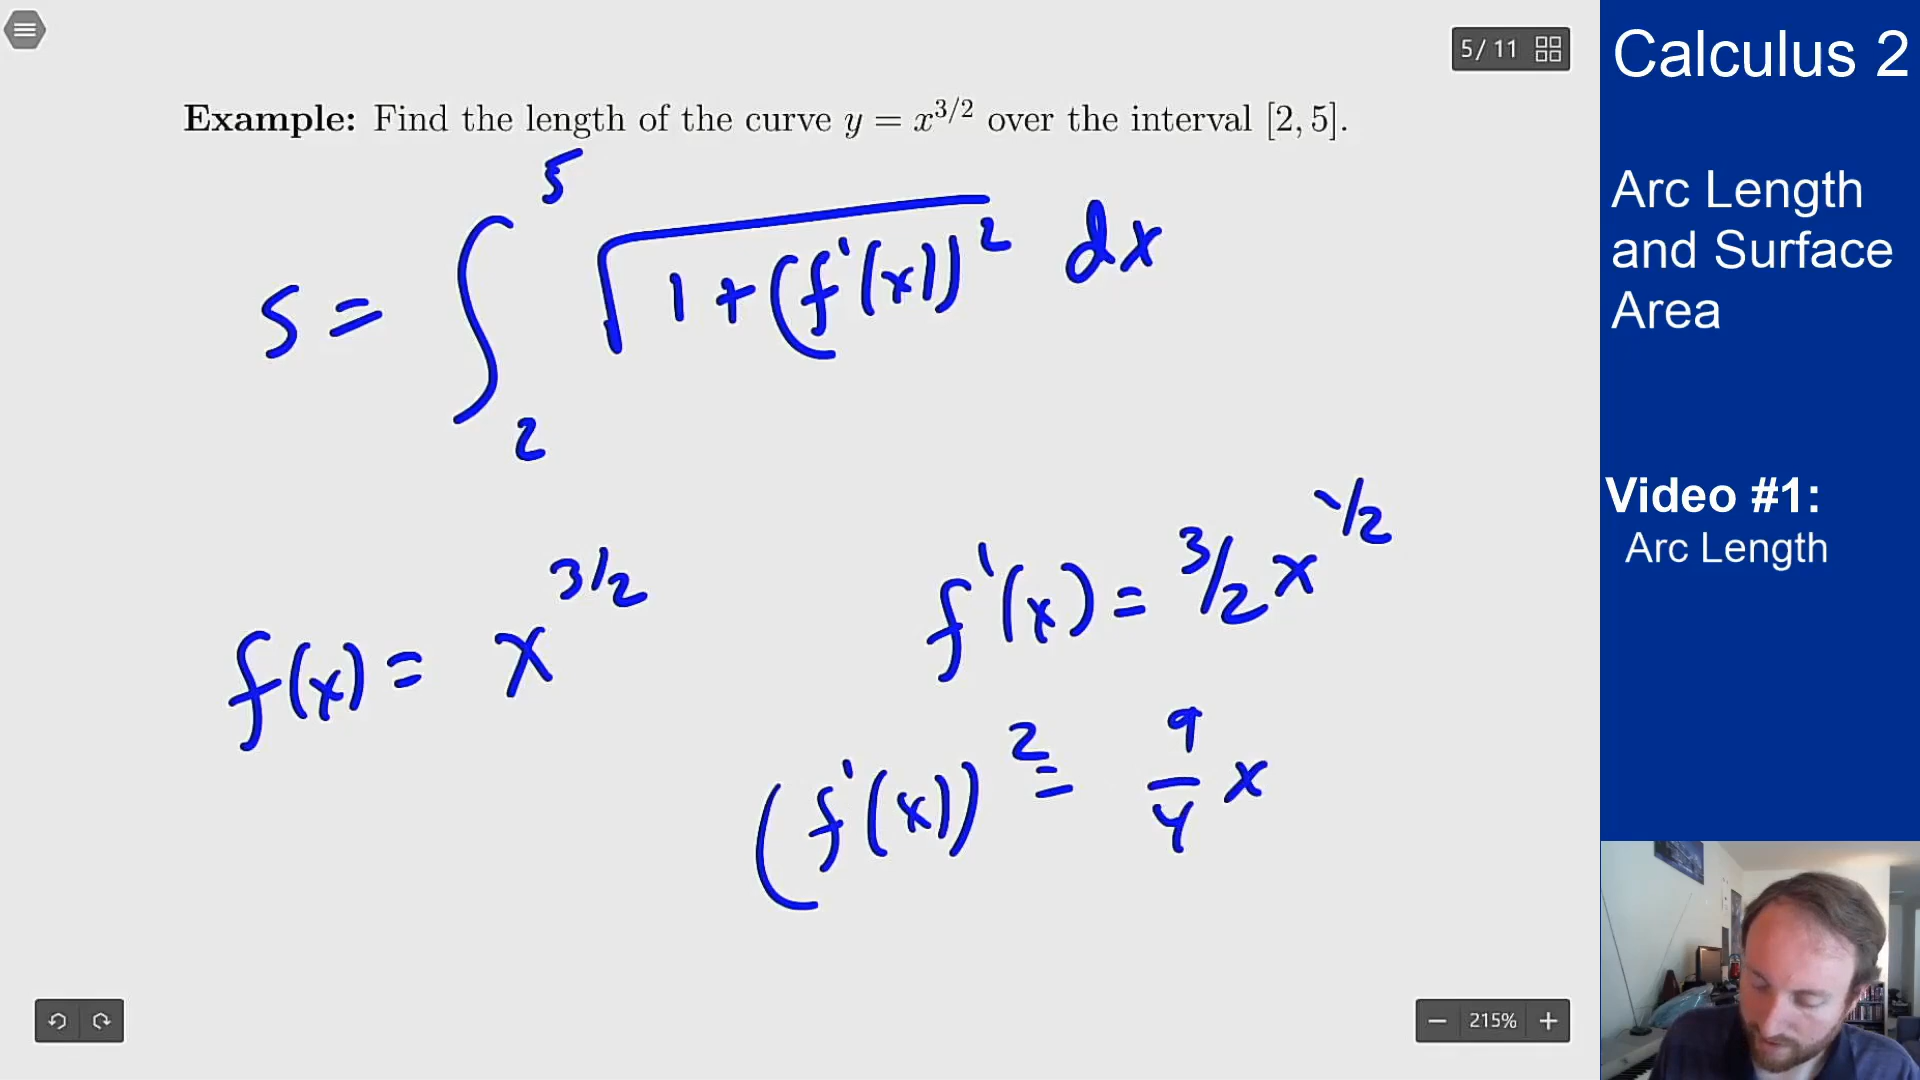 5 / 11
Example: Find the length of the curve y = x^{3/2} over the interval [2, 5].
s = ∫_2^5 √(1 + (f'(x))^2) dx
f(x) = x^{3/2}
f'(x) = 3/2 x^{1/2}
(f'(x))^2 = 9/4 x
215%
Calculus 2
Arc Length
and Surface
Area
Video #1:
Arc Length